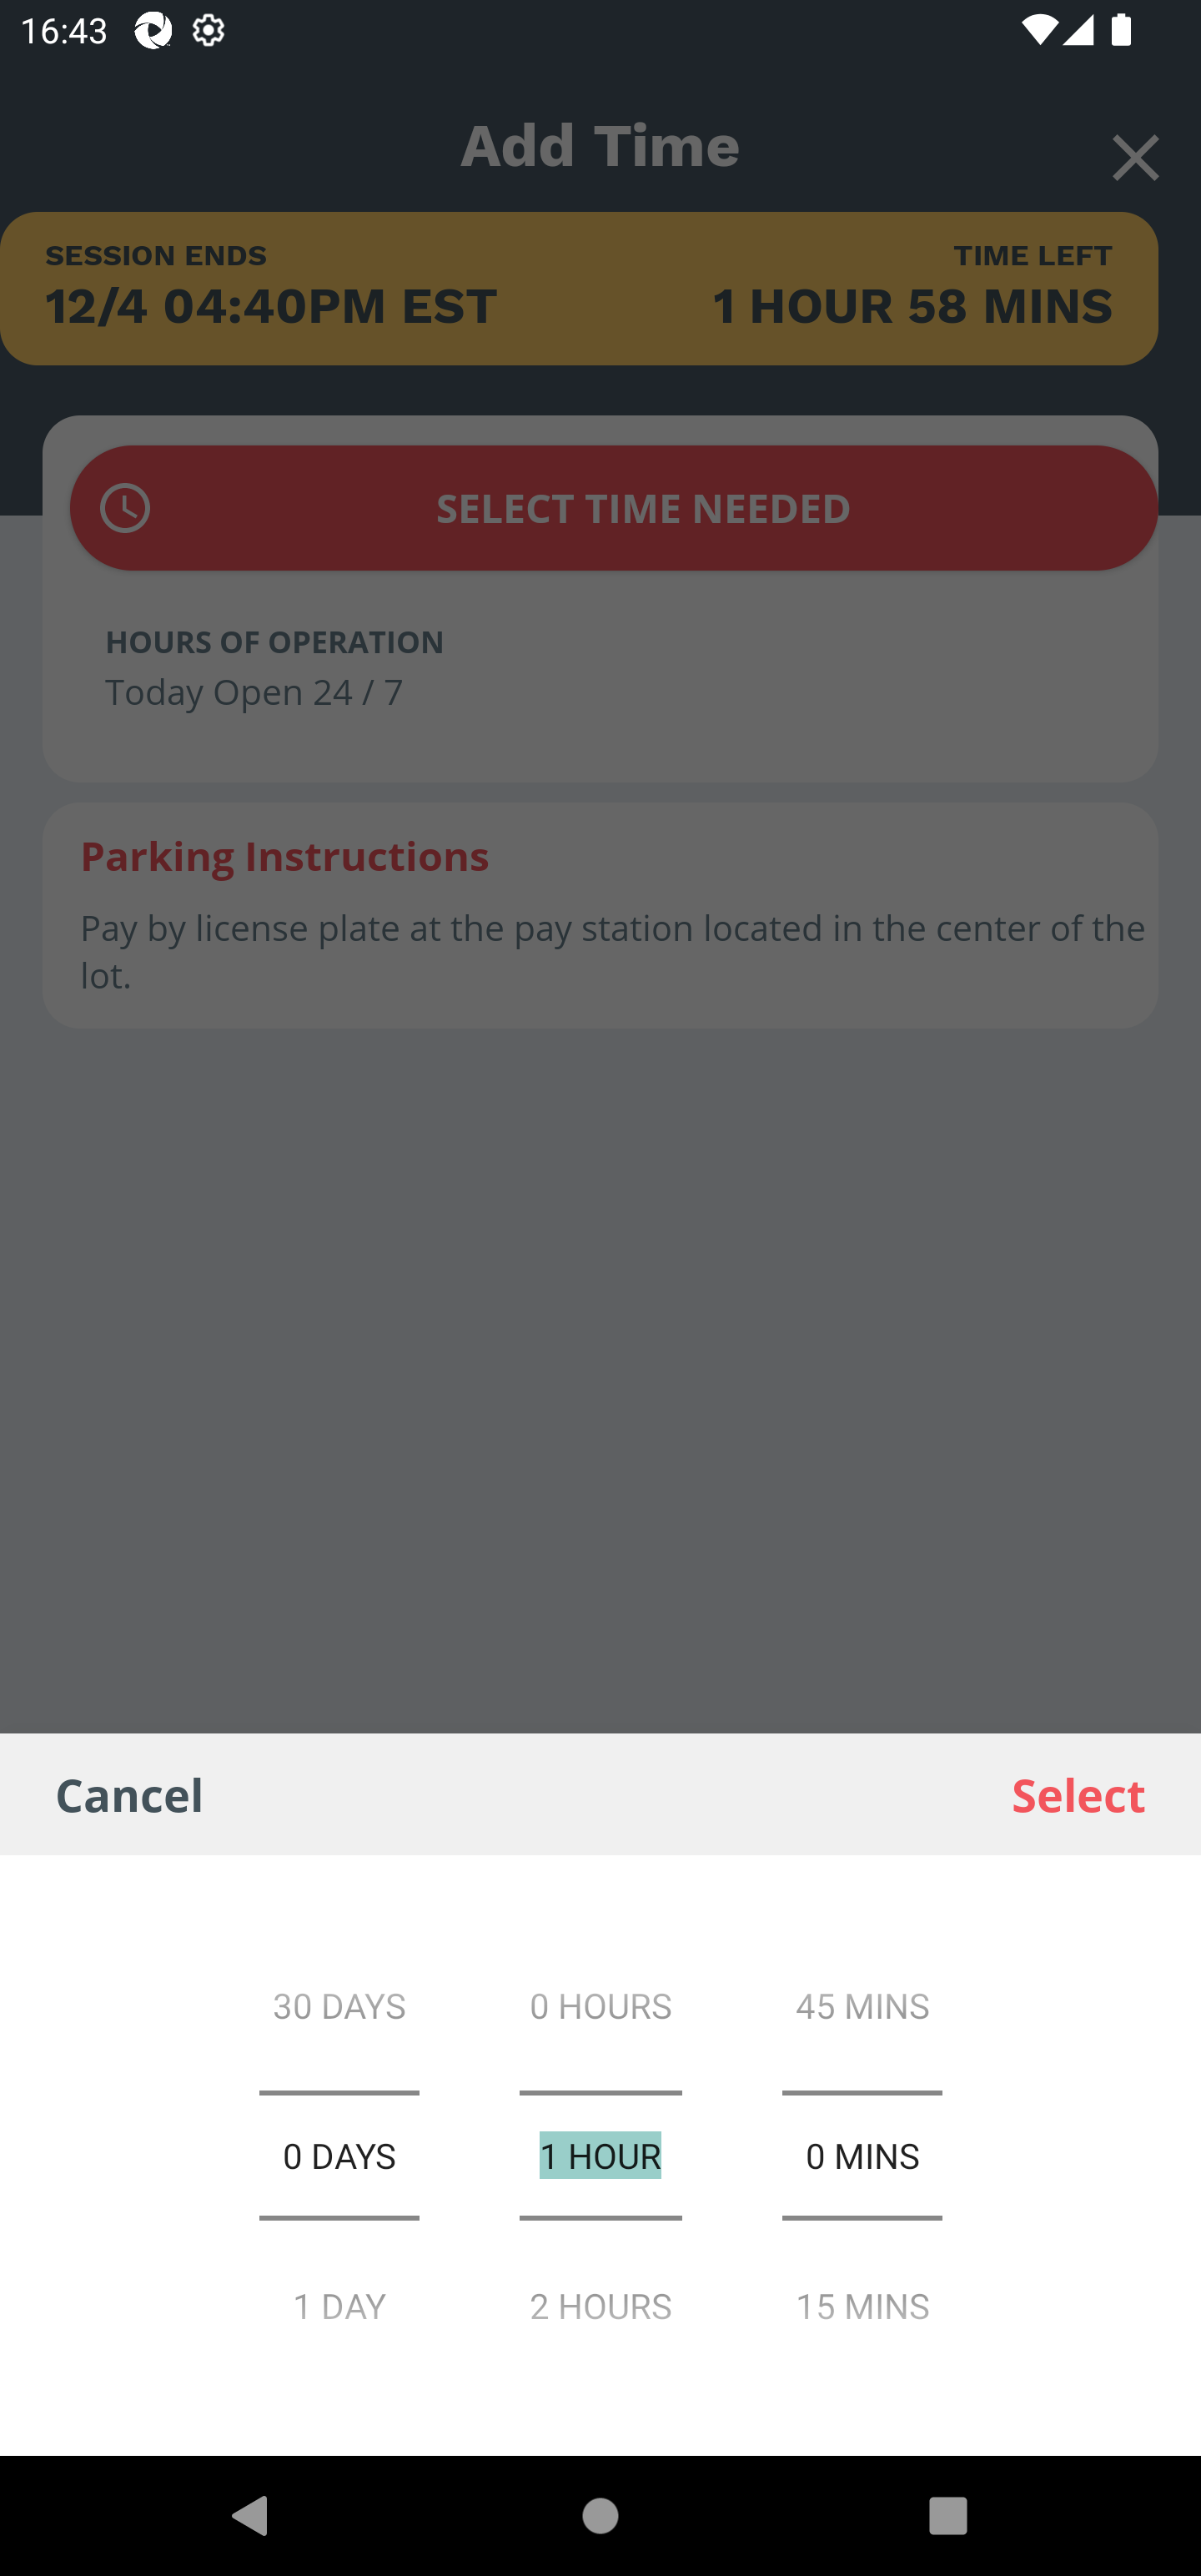 16:43
Add Time
SESSION ENDS
TIME LEFT
12/4 04:40PM EST
1 HOUR 58 MINS
SELECT TIME NEEDED
HOURS OF OPERATION
Today Open 24 / 7
Parking Instructions
Pay by license plate at the pay station located in the center of the
lot.
Cancel
Select
30 DAYS
0 HOURS
45 MINS
0 DAYS
1 HOUR
0 MINS
1 DAY
2 HOURS
15 MINS